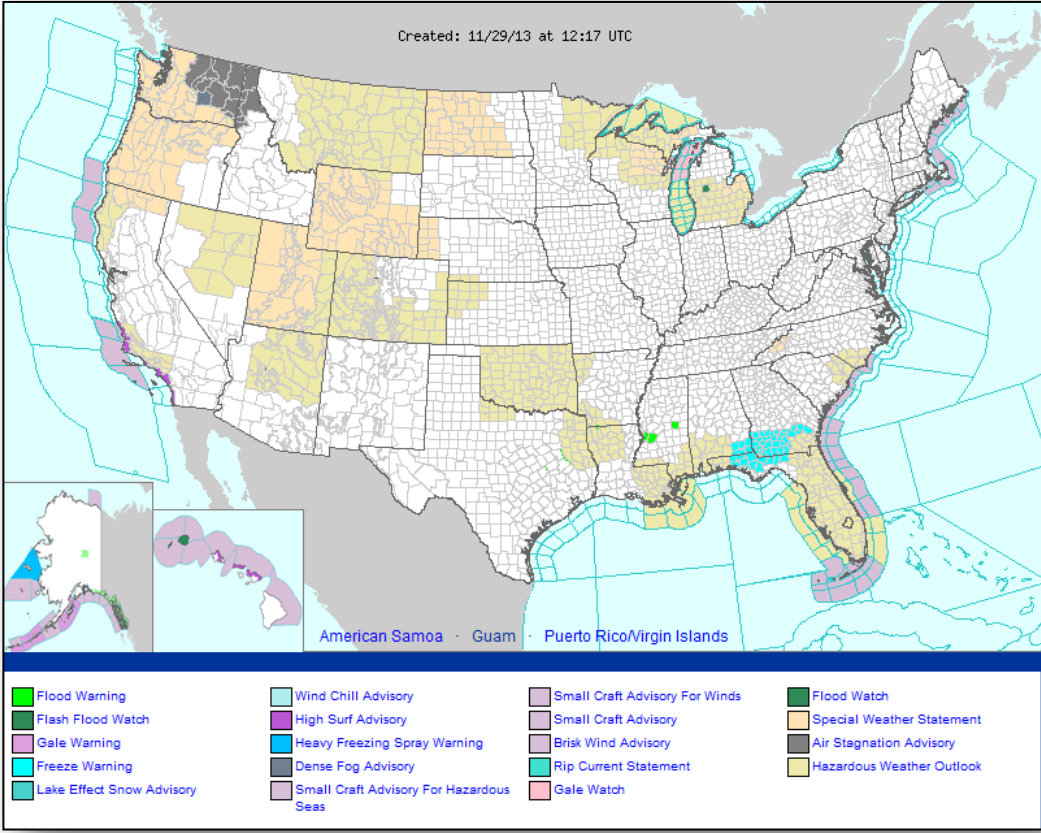 Created: 11/29/13 at 12:17 UTC
American Samoa · Guam · Puerto Rico/Virgin Islands
Flood Warning
Flash Flood Watch
Gale Warning
Freeze Warning
Lake Effect Snow Advisory
Wind Chill Advisory
High Surf Advisory
Heavy Freezing Spray Warning
Dense Fog Advisory
Small Craft Advisory For Hazardous
Seas
Small Craft Advisory For Winds
Small Craft Advisory
Brisk Wind Advisory
Rip Current Statement
Gale Watch
Flood Watch
Special Weather Statement
Air Stagnation Advisory
Hazardous Weather Outlook